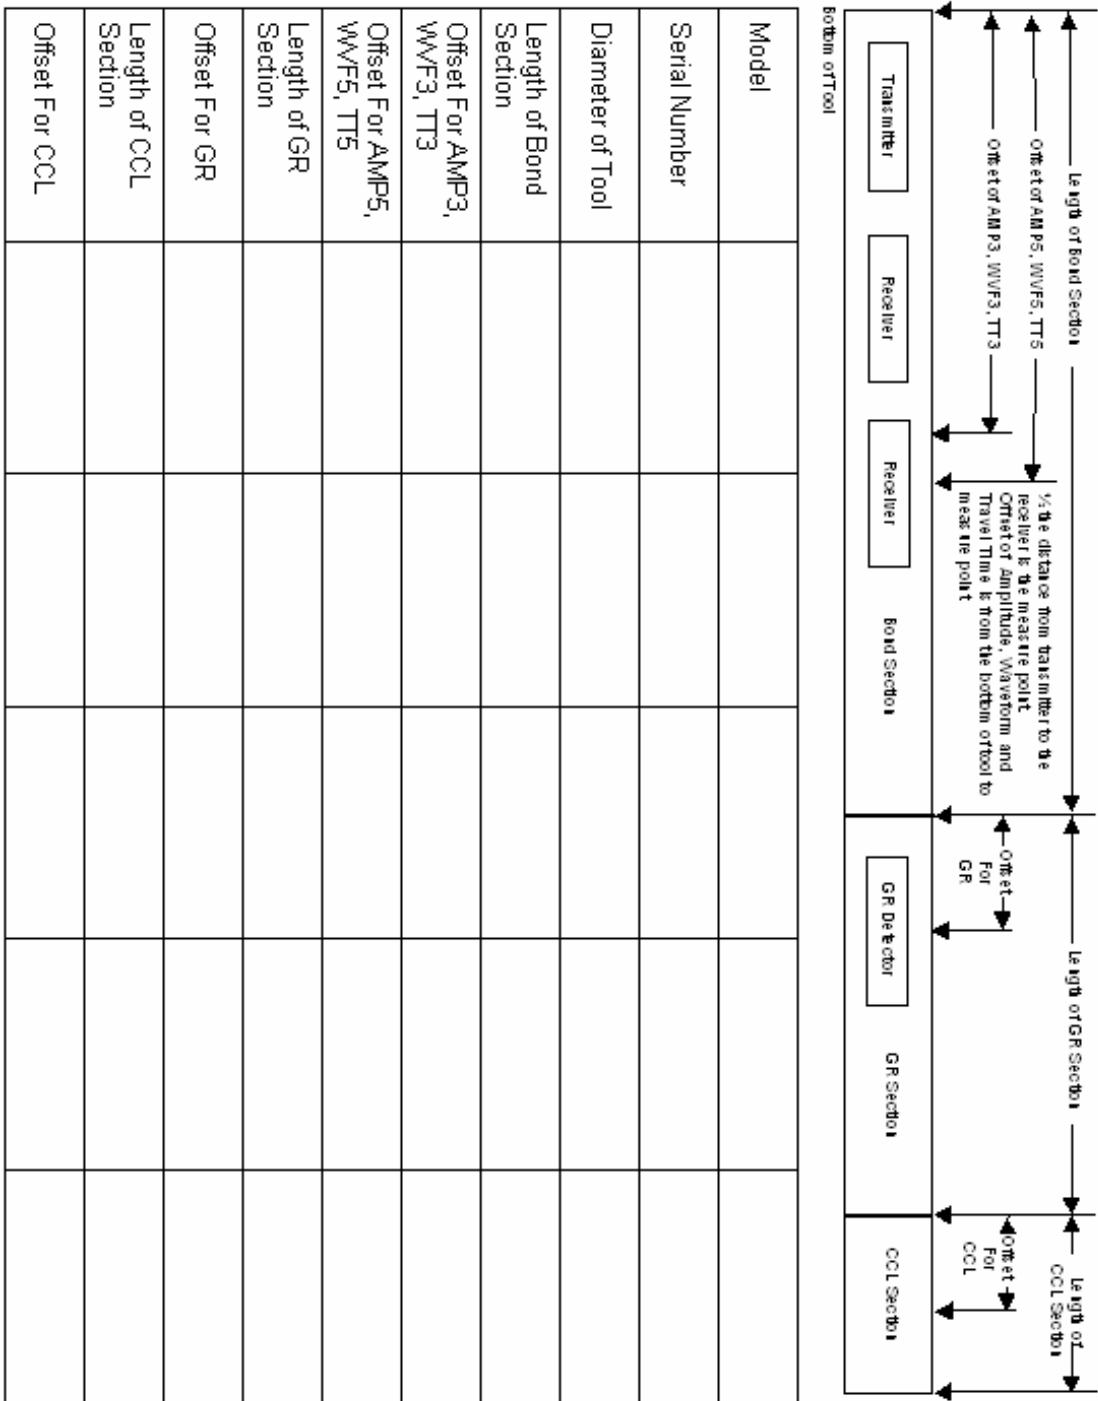 Length of Bond Section
Length of GR Section
Length of
CCL Section
Offset of AMP5, WVF5, TT5
Offset of AMP3, WVF3, TT3
½ the distance from transmitter to the
receiver is the measure point.
Offset of Amplitude, Waveform and
Travel Time is from the bottom of tool to
measure point
Offset
For
GR
Offset
For
CCL
Transmitter
Receiver
Receiver
Bond Section
GR Detector
GR Section
CCL Section
Bottom of Tool
Model
Serial Number
Diameter of Tool
Length of Bond
Section
Offset For AMP3,
WVF3, TT3
Offset For AMP5,
WVF5, TT5
Length of GR
Section
Offset For GR
Length of CCL
Section
Offset For CCL